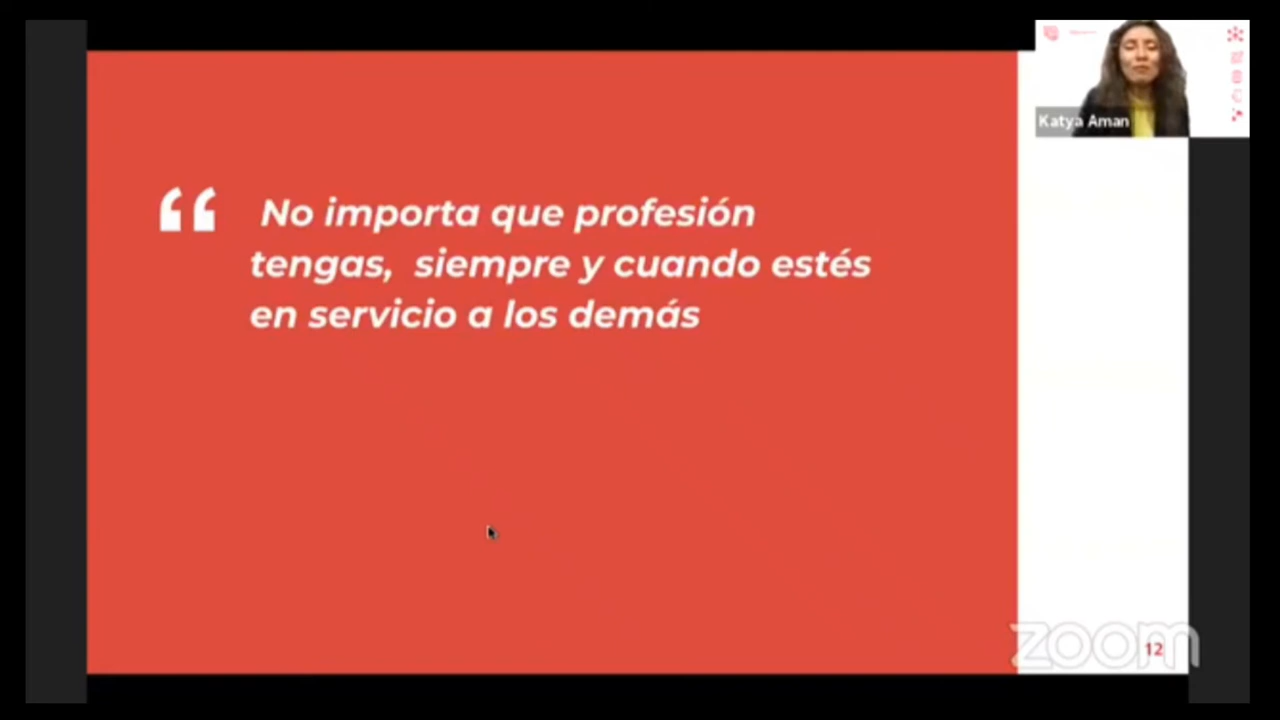 Katya Aman
“ No importa que profesión
tengas, siempre y cuando estés
en servicio a los demás
zoom
12